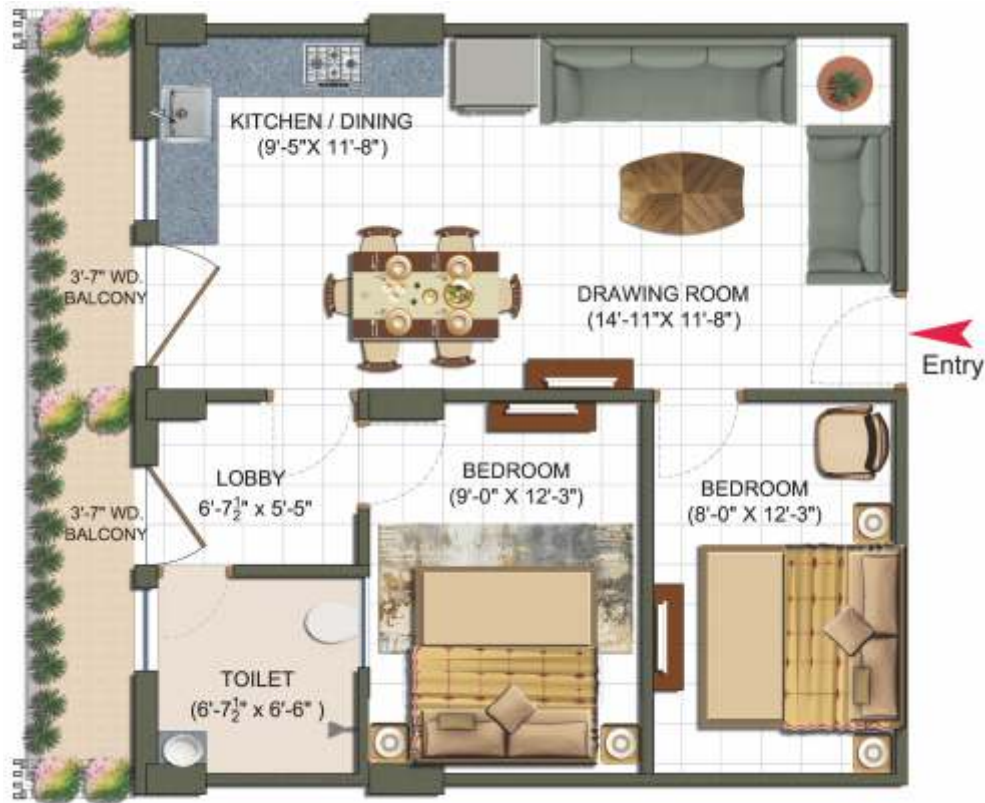 KITCHEN / DINING
(9'-5"X 11'-8")
3'-7" WD.
BALCONY
DRAWING ROOM
(14'-11"X 11'-8")
Entry
LOBBY
6'-7½" x 5'-5"
BEDROOM
(9'-0" X 12'-3")
BEDROOM
(8'-0" X 12'-3")
3'-7" WD.
BALCONY
TOILET
(6'-7½" x 6'-6" )